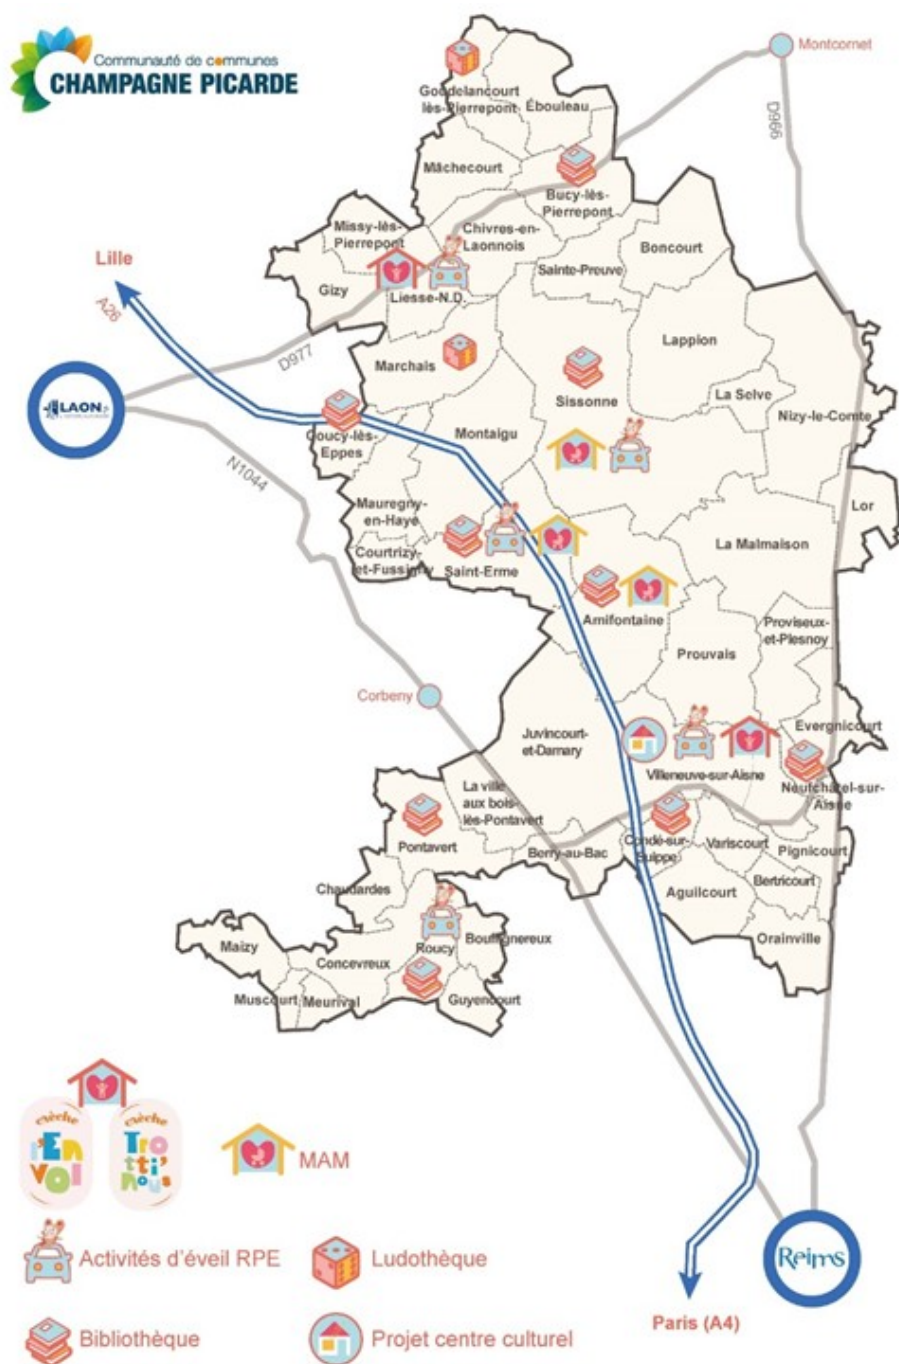 Communauté de communes
CHAMPAGNE PICARDE
Montcornet
D966
Goudelancourt
lès-Pierrepont
Ébouleau
Mâchecourt
Bucy-lès-
Pierrepont
Missy-lès-
Pierrepont
Chivres-en-
Laonnois
Boncourt
Sainte-Preuve
Lille
A26
Gizy
Liesse-N.D.
D977
Marchais
Lappion
LAON
Sissonne
La Selve
Nizy-le-Comte
Coucy-lès-
Eppes
Montaigu
N1044
Mauregny-
en-Haye
Lor
Courtrizy-
et-Fussigny
Saint-Erme
La Malmaison
Amifontaine
Proviseux-
et-Plesnoy
Prouvais
Corbeny
Juvincourt-
et-Damary
Evergnicourt
Villeneuve-sur-Aisne
Neufchâtel-sur-
Aisne
La ville
aux bois-
lès-Pontavert
Pontavert
Berry-au-Bac
Condé-sur-
Suippe
Variscourt
Pignicourt
Bertricourt
Aguilcourt
Chaudardes
Orainville
Maizy
Roucy
Bouffignereux
Concevreux
Muscourt
Meurival
Guyencourt
crèche
l'En
voi
crèche
Tro
tti'
nous
MAM
Activités d'éveil RPE
Ludothèque
Bibliothèque
Projet centre culturel
Reims
Paris (A4)